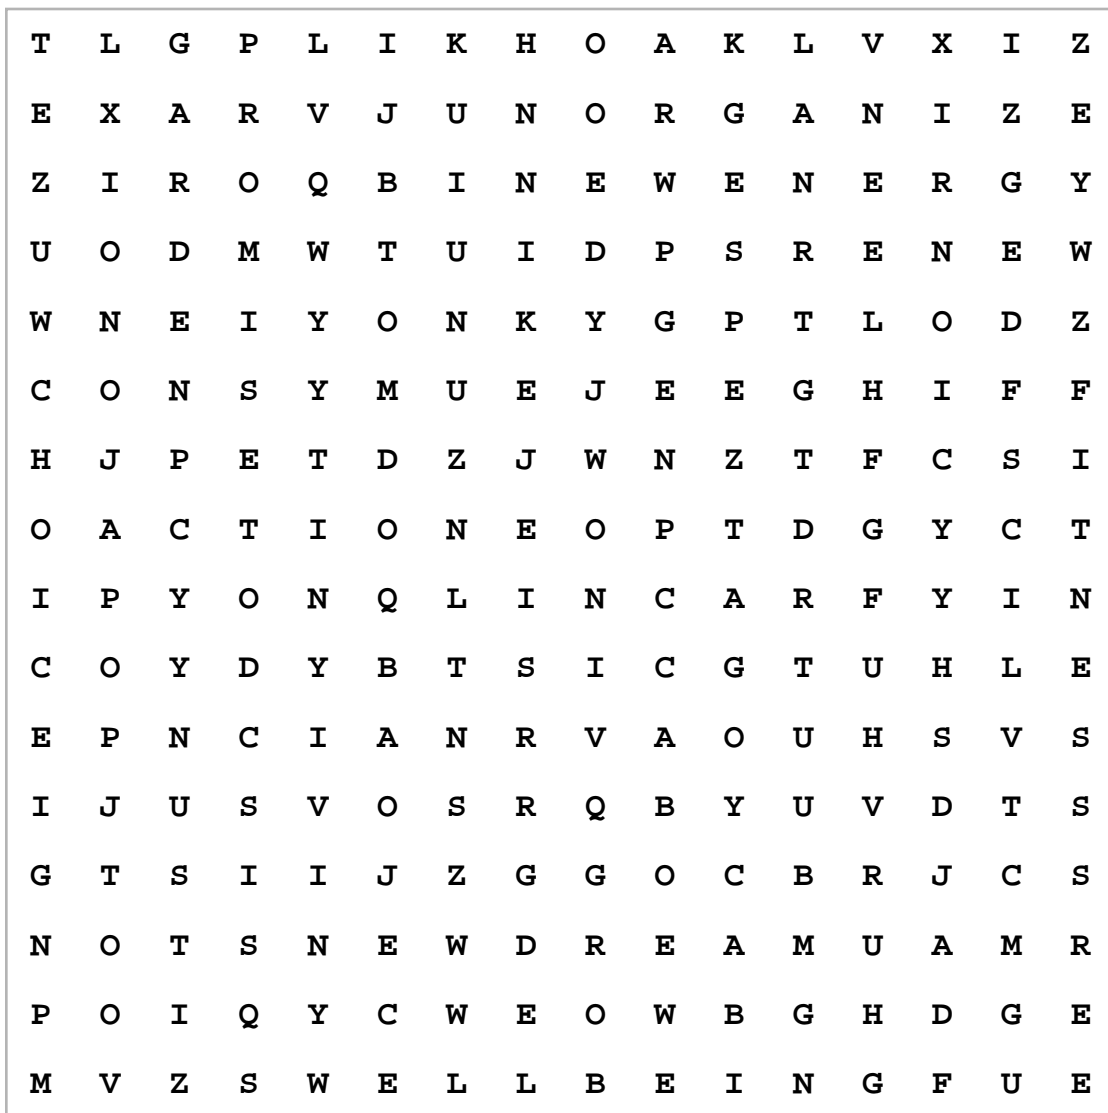 T L G P L I K H O A K L V X I Z
E X A R V J U N O R G A N I Z E
Z I R O Q B I N E W E N E R G Y
U O D M W T U I D P S R E N E W
W N E I Y O N K Y G P T L O D Z
C O N S Y M U E J E E G H I F F
H J P E T D Z J W N Z T F C S I
O A C T I O N E O P T D G Y C T
I P Y O N Q L I N C A R F Y I N
C O Y D Y B T S I C G T U H L E
E P N C I A N R V A O U H S V S
I J U S V O S R Q B Y U V D T S
G T S I I J Z G G O C B R J C S
N O T S N E W D R E A M U A M R
P O I Q Y C W E O W B G H D G E
M V Z S W E L L B E I N G F U E